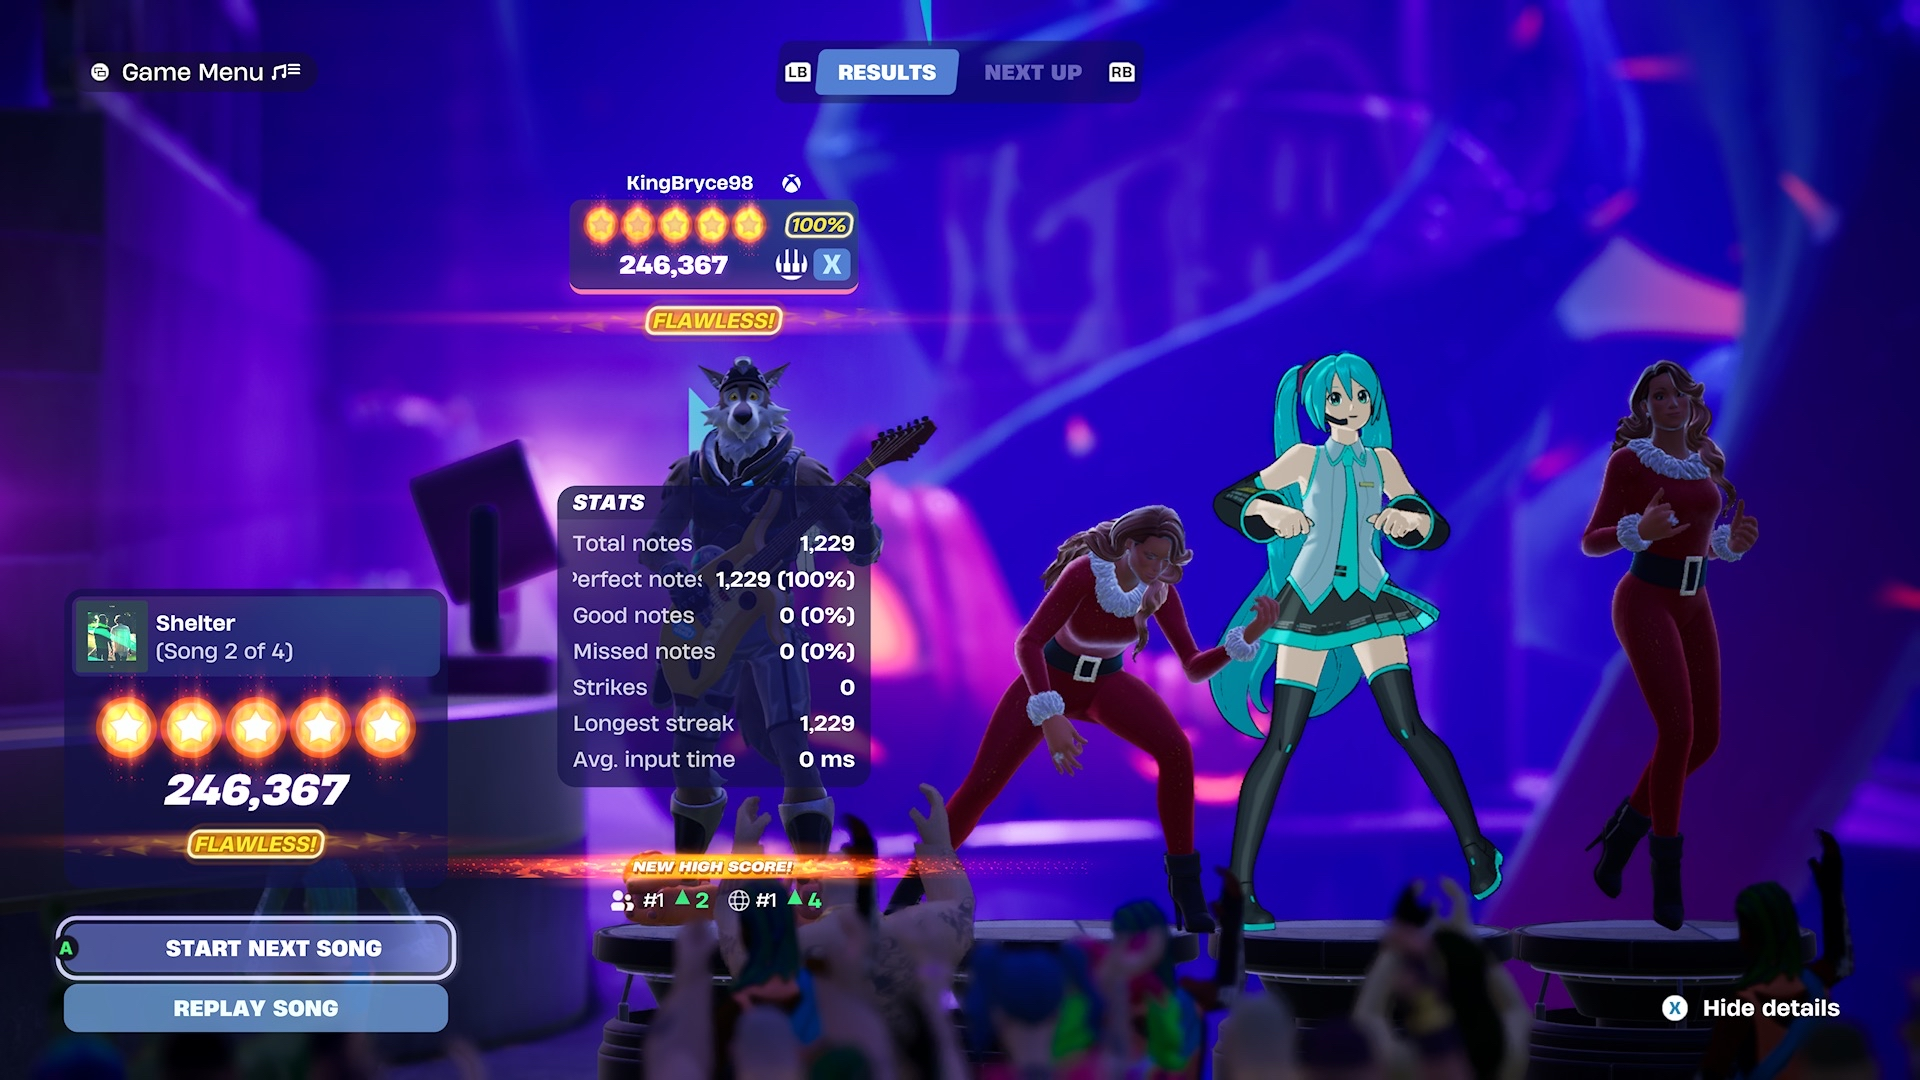 Game Menu
LB RESULTS NEXT UP RB
KingBryce98
100%
246,367 X
FLAWLESS!
STATS
Total notes 1,229
Perfect notes 1,229 (100%)
Good notes 0 (0%)
Missed notes 0 (0%)
Strikes 0
Longest streak 1,229
Avg. input time 0 ms
Shelter
(Song 2 of 4)
246,367
FLAWLESS!
NEW HIGH SCORE!
#1 ▲ 2 #1 ▲ 4
A START NEXT SONG
REPLAY SONG
X Hide details